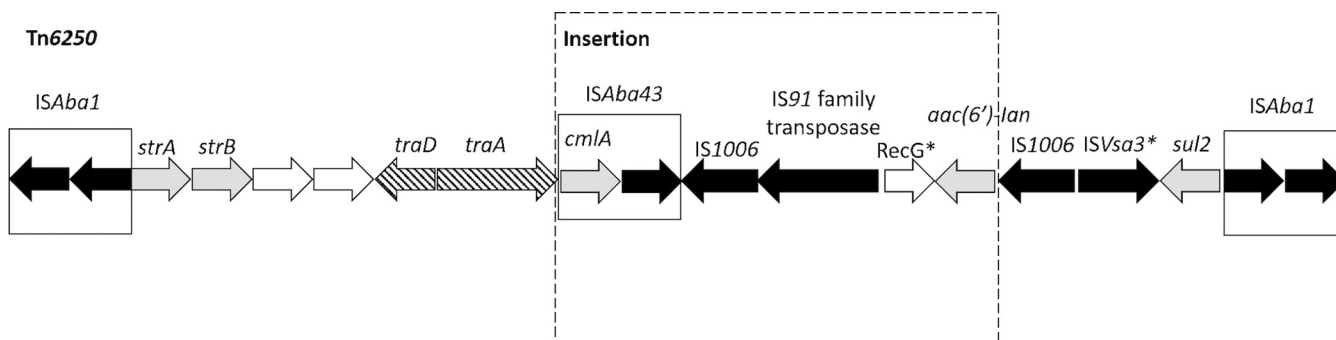 Tn6250
Insertion
ISAba1
ISAba43
IS91 family
transposase
aac(6')-Ian
ISAba1
strA
strB
traD
traA
cmlA
IS1006
RecG*
IS1006
ISVsa3*
sul2